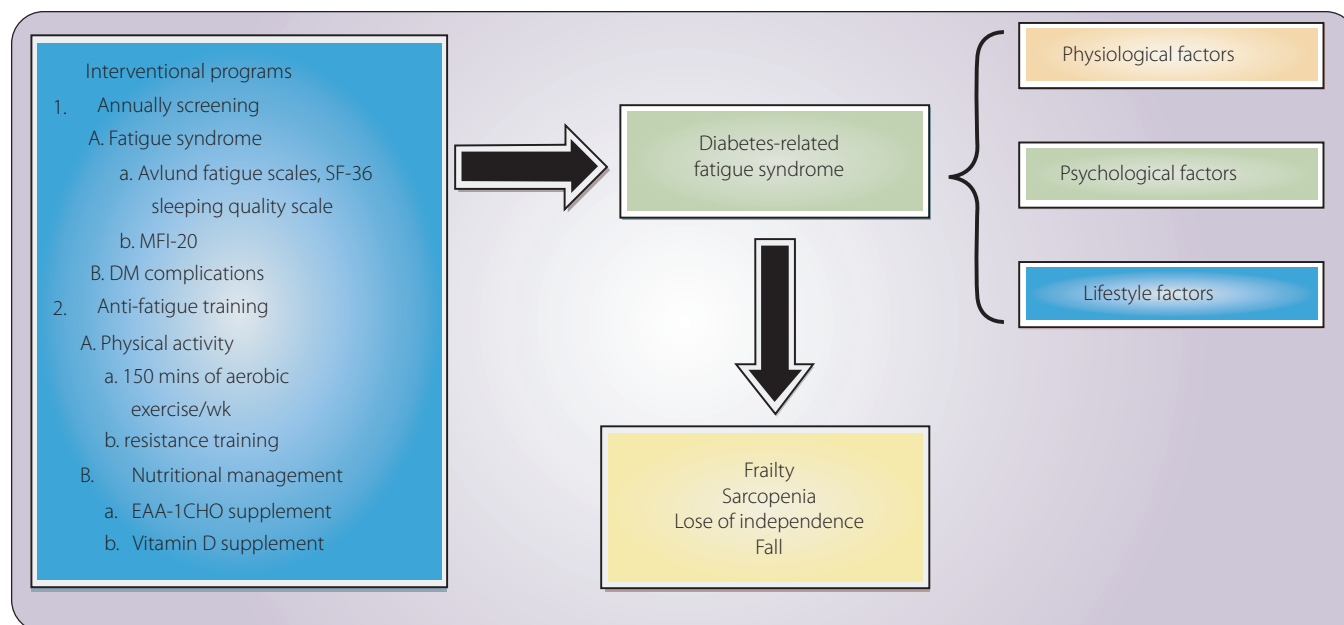 Interventional programs
1. Annually screening
A. Fatigue syndrome
a. Avlund fatigue scales, SF-36
sleeping quality scale
b. MFI-20
B. DM complications
2. Anti-fatigue training
A. Physical activity
a. 150 mins of aerobic
exercise/wk
b. resistance training
B. Nutritional management
a. EAA-1CHO supplement
b. Vitamin D supplement
Diabetes-related
fatigue syndrome
Frailty
Sarcopenia
Lose of independence
Fall
Physiological factors
Psychological factors
Lifestyle factors